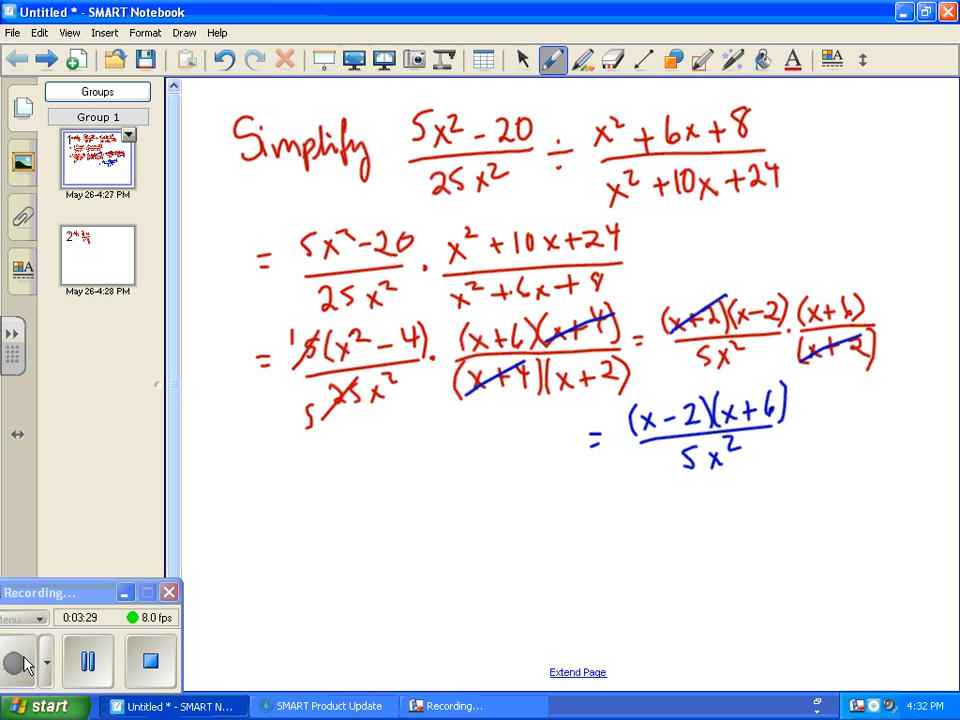 Untitled * - SMART Notebook
File Edit View Insert Format Draw Help
Groups
Group 1
May 26-4:27 PM
2
May 26-4:28 PM
Simplify (5x² - 20)/(25x²) ÷ (x² + 6x + 8)/(x² + 10x + 24)
= (5x² - 20)/(25x²) · (x² + 10x + 24)/(x² + 6x + 8)
= 1 5(x² - 4)/(5 25x²) · (x + 6)(x + 4)/((x + 4)(x + 2)) = (x + 2)(x - 2)/(5x²) · (x + 6)/(x + 2)
= (x - 2)(x + 6)/(5x²)
Recording...
Menu
0:03:29 8.0 fps
Extend Page
start Untitled * - SMART N... SMART Product Update Recording... 4:32 PM